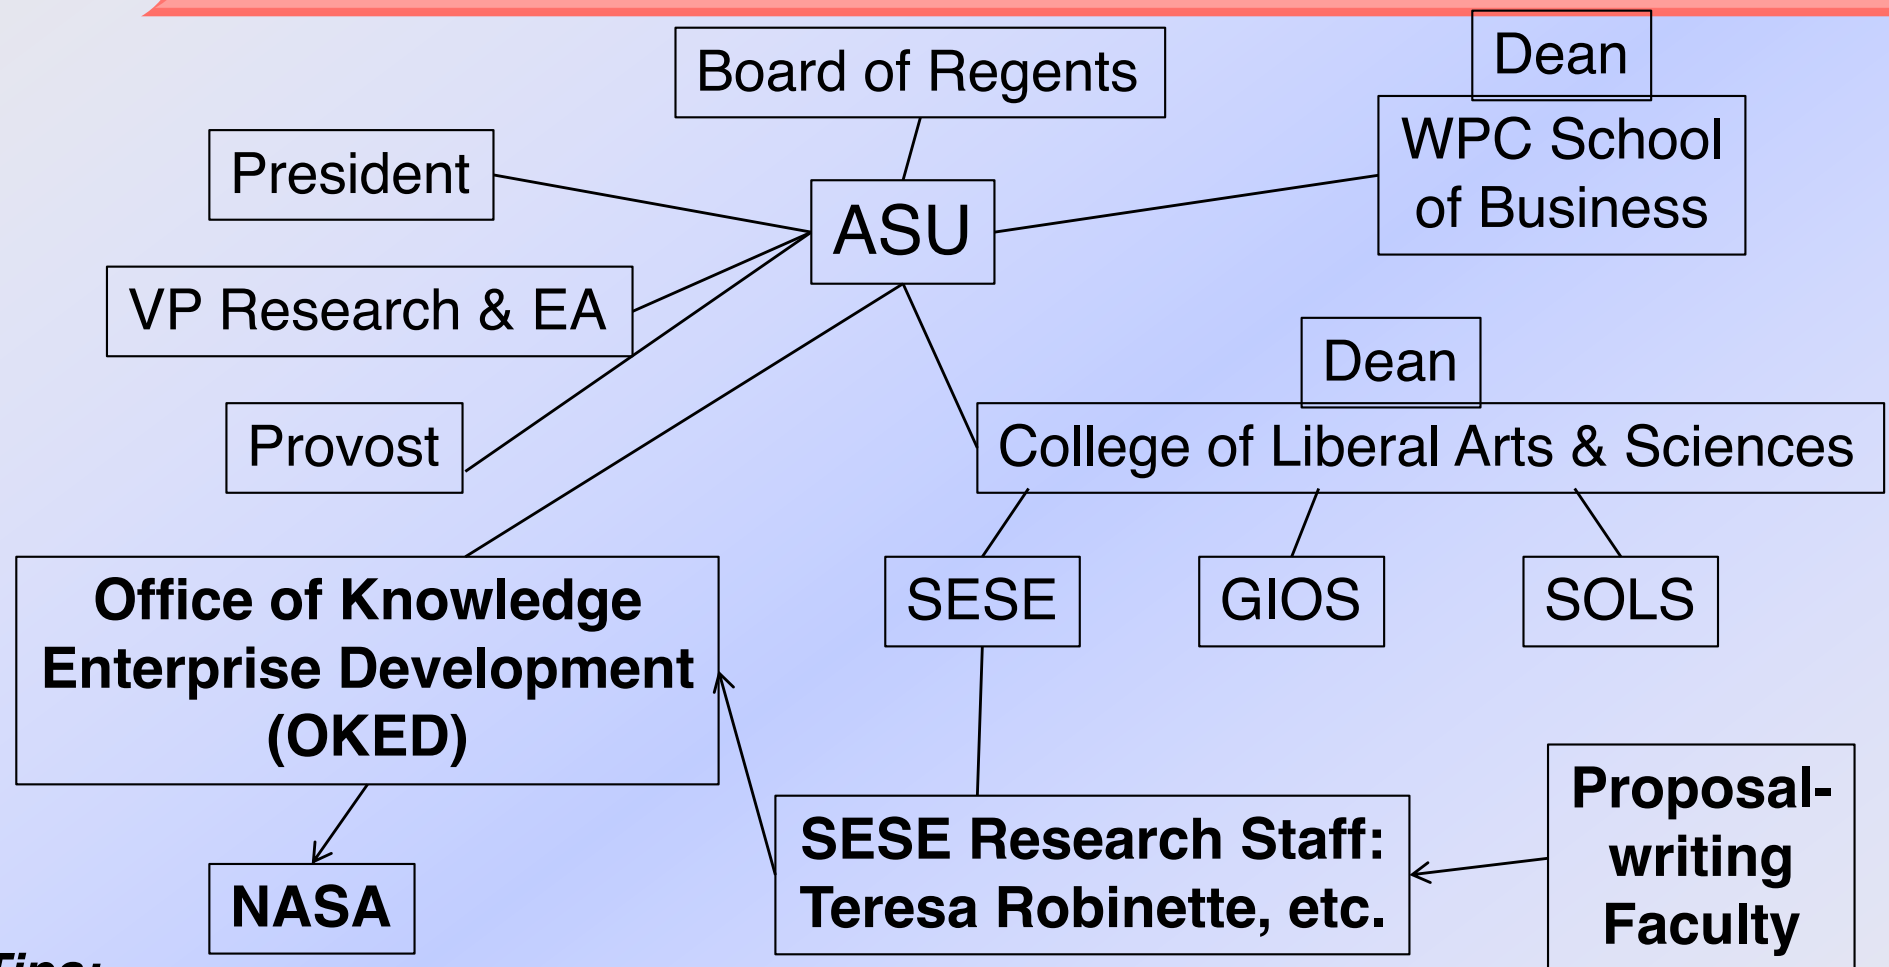 Board of Regents
Dean
WPC School
of Business
President
ASU
VP Research & EA
Dean
Provost
College of Liberal Arts & Sciences
Office of Knowledge
Enterprise Development
(OKED)
SESE
GIOS
SOLS
SESE Research Staff:
Teresa Robinette, etc.
Proposal-
writing
Faculty
NASA